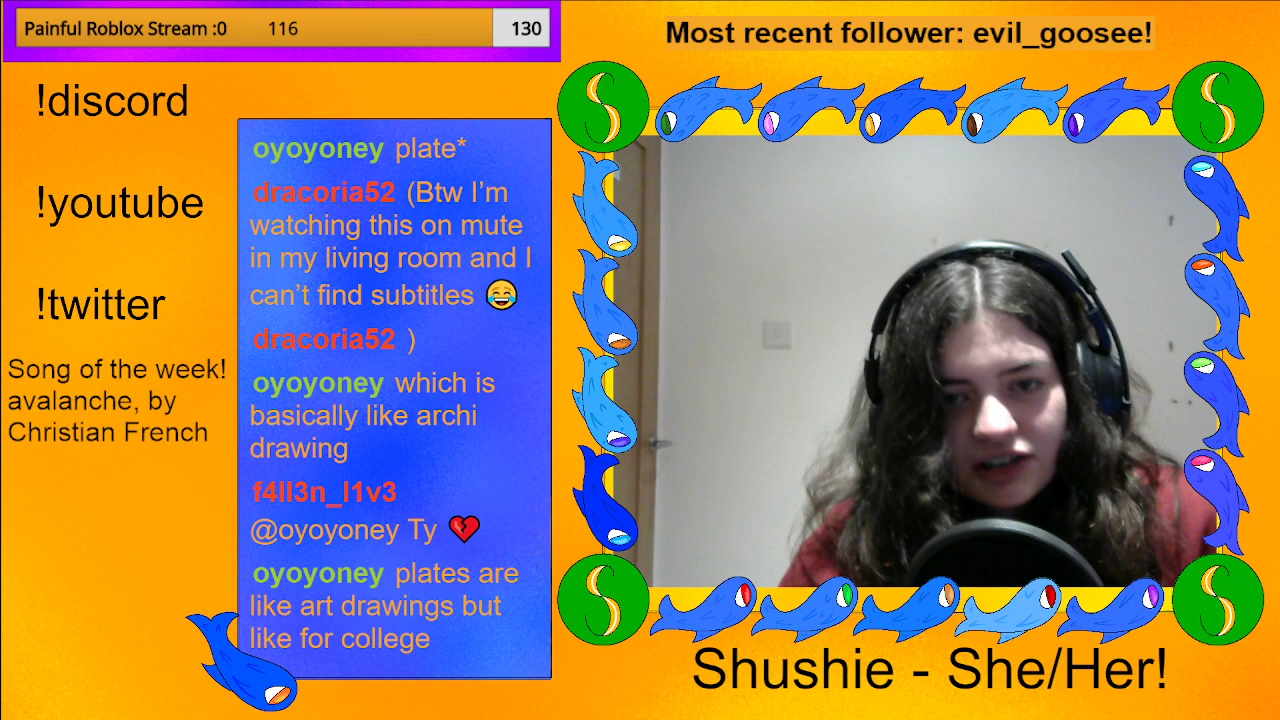 Painful Roblox Stream :0 116 130
Most recent follower: evil_goosee!
!discord
!youtube
!twitter
Song of the week!
avalanche, by
Christian French
oyoyoney plate*
dracoria52 (Btw I’m
watching this on mute
in my living room and I
can’t find subtitles 😂
dracoria52 )
oyoyoney which is
basically like archi
drawing
f4ll3n_l1v3
@oyoyoney Ty 💔
oyoyoney plates are
like art drawings but
like for college
S
S
S
S
Shushie - She/Her!